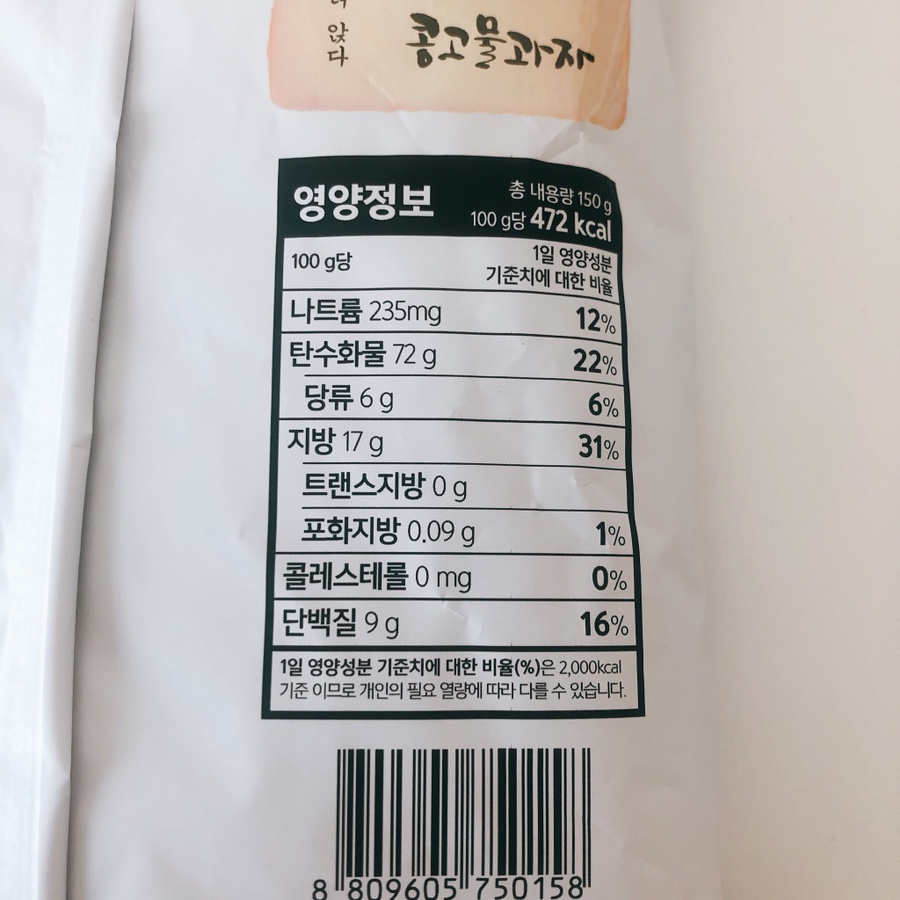 앉다
콩고물과자
영양정보
총 내용량 150 g
100 g당 472 kcal
100 g당
1일 영양성분
기준치에 대한 비율
나트륨 235mg 12%
탄수화물 72 g 22%
당류 6 g 6%
지방 17 g 31%
트랜스지방 0 g
포화지방 0.09 g 1%
콜레스테롤 0 mg 0%
단백질 9 g 16%
1일 영양성분 기준치에 대한 비율(%)은 2,000kcal
기준 이므로 개인의 필요 열량에 따라 다를 수 있습니다.
8 809605 750158